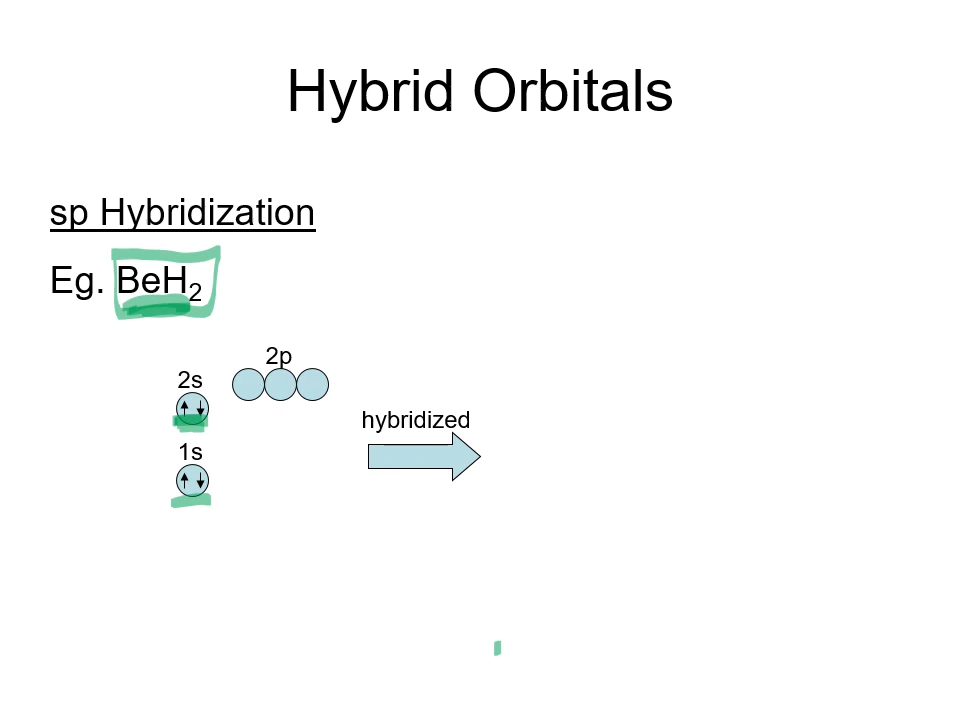 Hybrid Orbitals
sp Hybridization
Eg. BeH₂
2p
2s
hybridized
1s